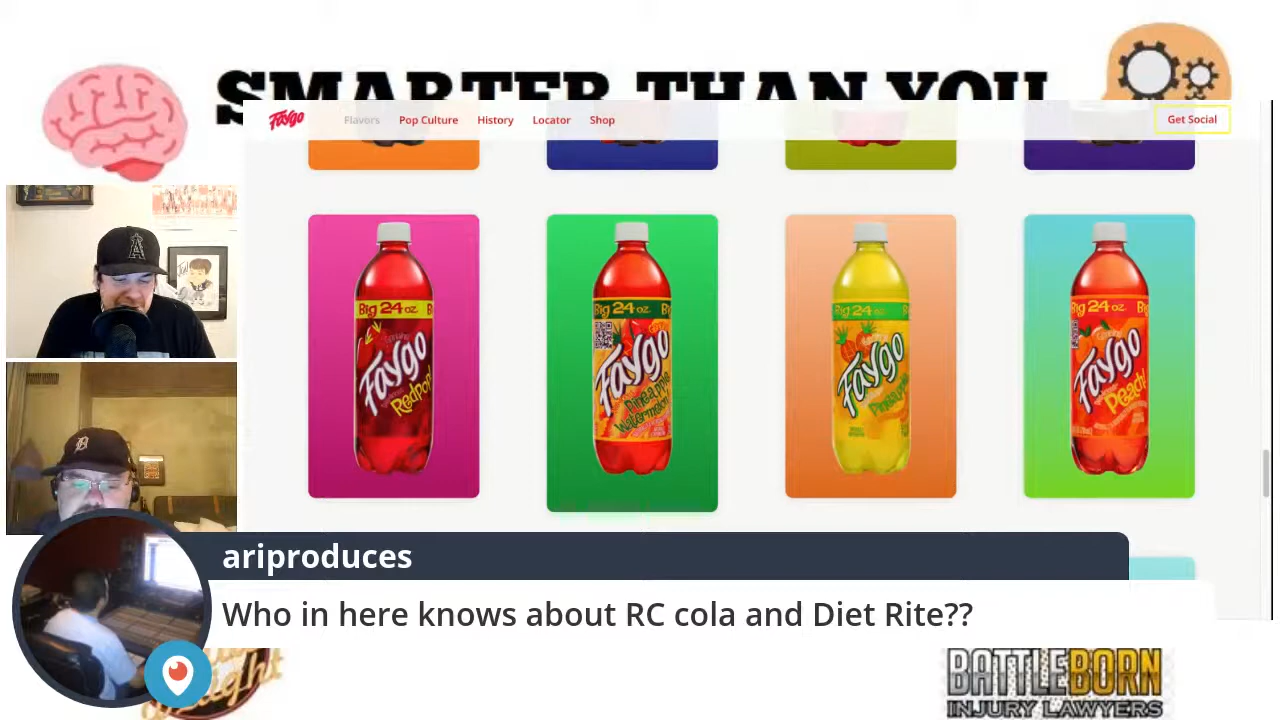 SMARTER THAN YOU
Faygo
Flavors Pop Culture History Locator Shop Get Social
Big 24 oz.
Faygo
Redpop!
Big 24 oz.
Faygo
Pineapple
Watermelon
Big 24 oz.
Faygo
Pineapple
Big 24 oz.
Faygo
Peach!
ariproduces
Who in here knows about RC cola and Diet Rite??
BATTLE BORN
INJURY LAWYERS